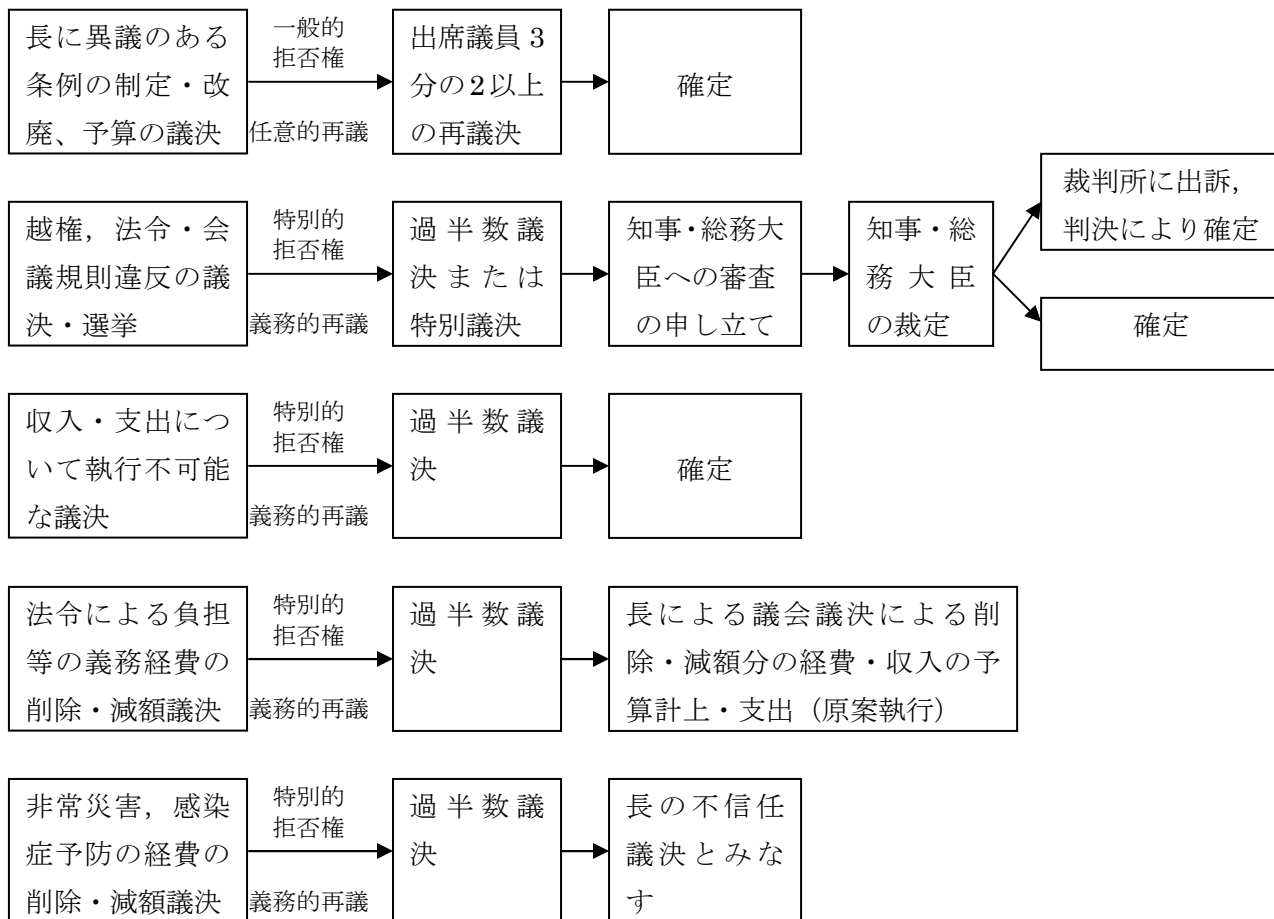 長に異議のある
条例の制定・改
廃、予算の議決
一般的
拒否権
任意的再議
出席議員3
分の2以上
の再議決
確定
越権，法令・会
議規則違反の議
決・選挙
特別的
拒否権
義務的再議
過半数議
決または
特別議決
知事・総務大
臣への審査
の申し立て
知事・総
務大臣
の裁定
裁判所に出訴，
判決により確定
確定
収入・支出につ
いて執行不可能
な議決
特別的
拒否権
義務的再議
過半数議
決
確定
法令による負担
等の義務経費の
削除・減額議決
特別的
拒否権
義務的再議
過半数議
決
長による議会議決による削
除・減額分の経費・収入の予
算計上・支出（原案執行）
非常災害，感染
症予防の経費の
削除・減額議決
特別的
拒否権
義務的再議
過半数議
決
長の不信任
議決とみな
す